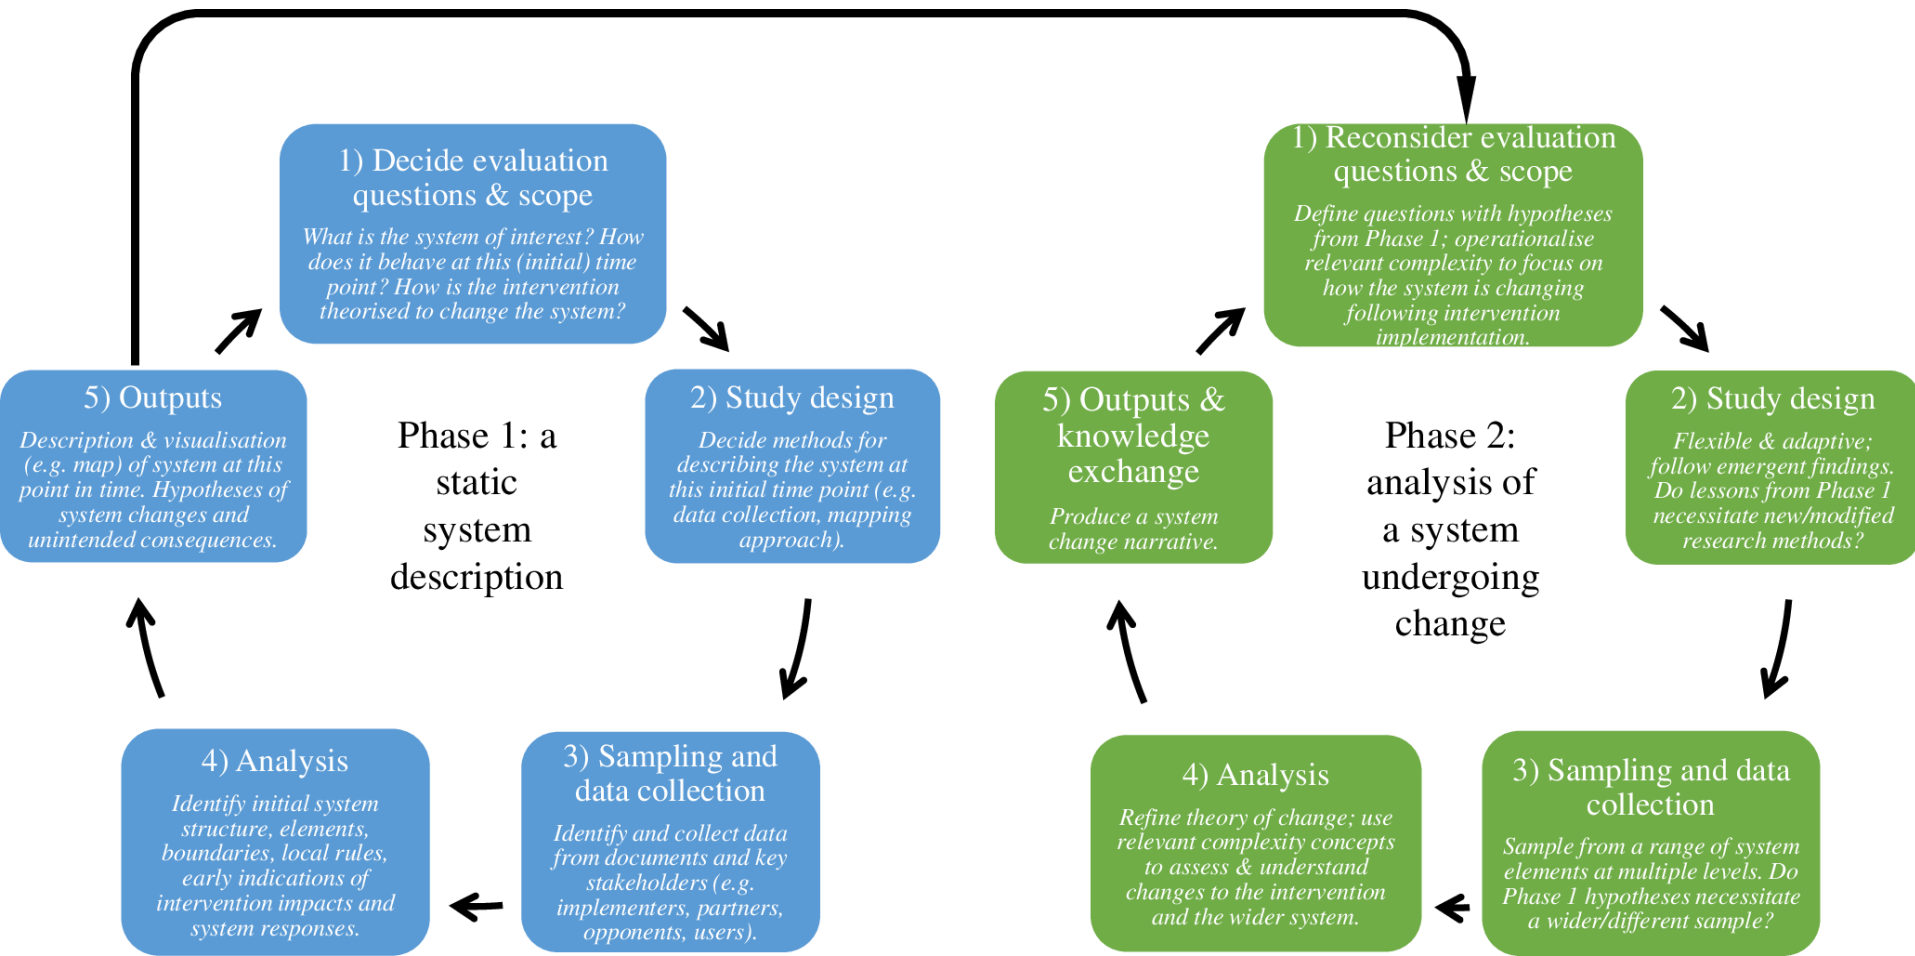 1) Decide evaluation
questions & scope
What is the system of interest? How
does it behave at this (initial) time
point? How is the intervention
theorised to change the system?
2) Study design
Decide methods for
describing the system at
this initial time point (e.g.
data collection, mapping
approach).
3) Sampling and
data collection
Identify and collect data
from documents and key
stakeholders (e.g.
implementers, partners,
opponents, users).
4) Analysis
Identify initial system
structure, elements,
boundaries, local rules,
early indications of
intervention impacts and
system responses.
5) Outputs
Description & visualisation
(e.g. map) of system at this
point in time. Hypotheses of
system changes and
unintended consequences.
Phase 1: a
static
system
description
1) Reconsider evaluation
questions & scope
Define questions with hypotheses
from Phase 1; operationalise
relevant complexity to focus on
how the system is changing
following intervention
implementation.
2) Study design
Flexible & adaptive;
follow emergent findings.
Do lessons from Phase 1
necessitate new/modified
research methods?
3) Sampling and data
collection
Sample from a range of system
elements at multiple levels. Do
Phase 1 hypotheses necessitate
a wider/different sample?
4) Analysis
Refine theory of change; use
relevant complexity concepts
to assess & understand
changes to the intervention
and the wider system.
5) Outputs &
knowledge
exchange
Produce a system
change narrative.
Phase 2:
analysis of
a system
undergoing
change